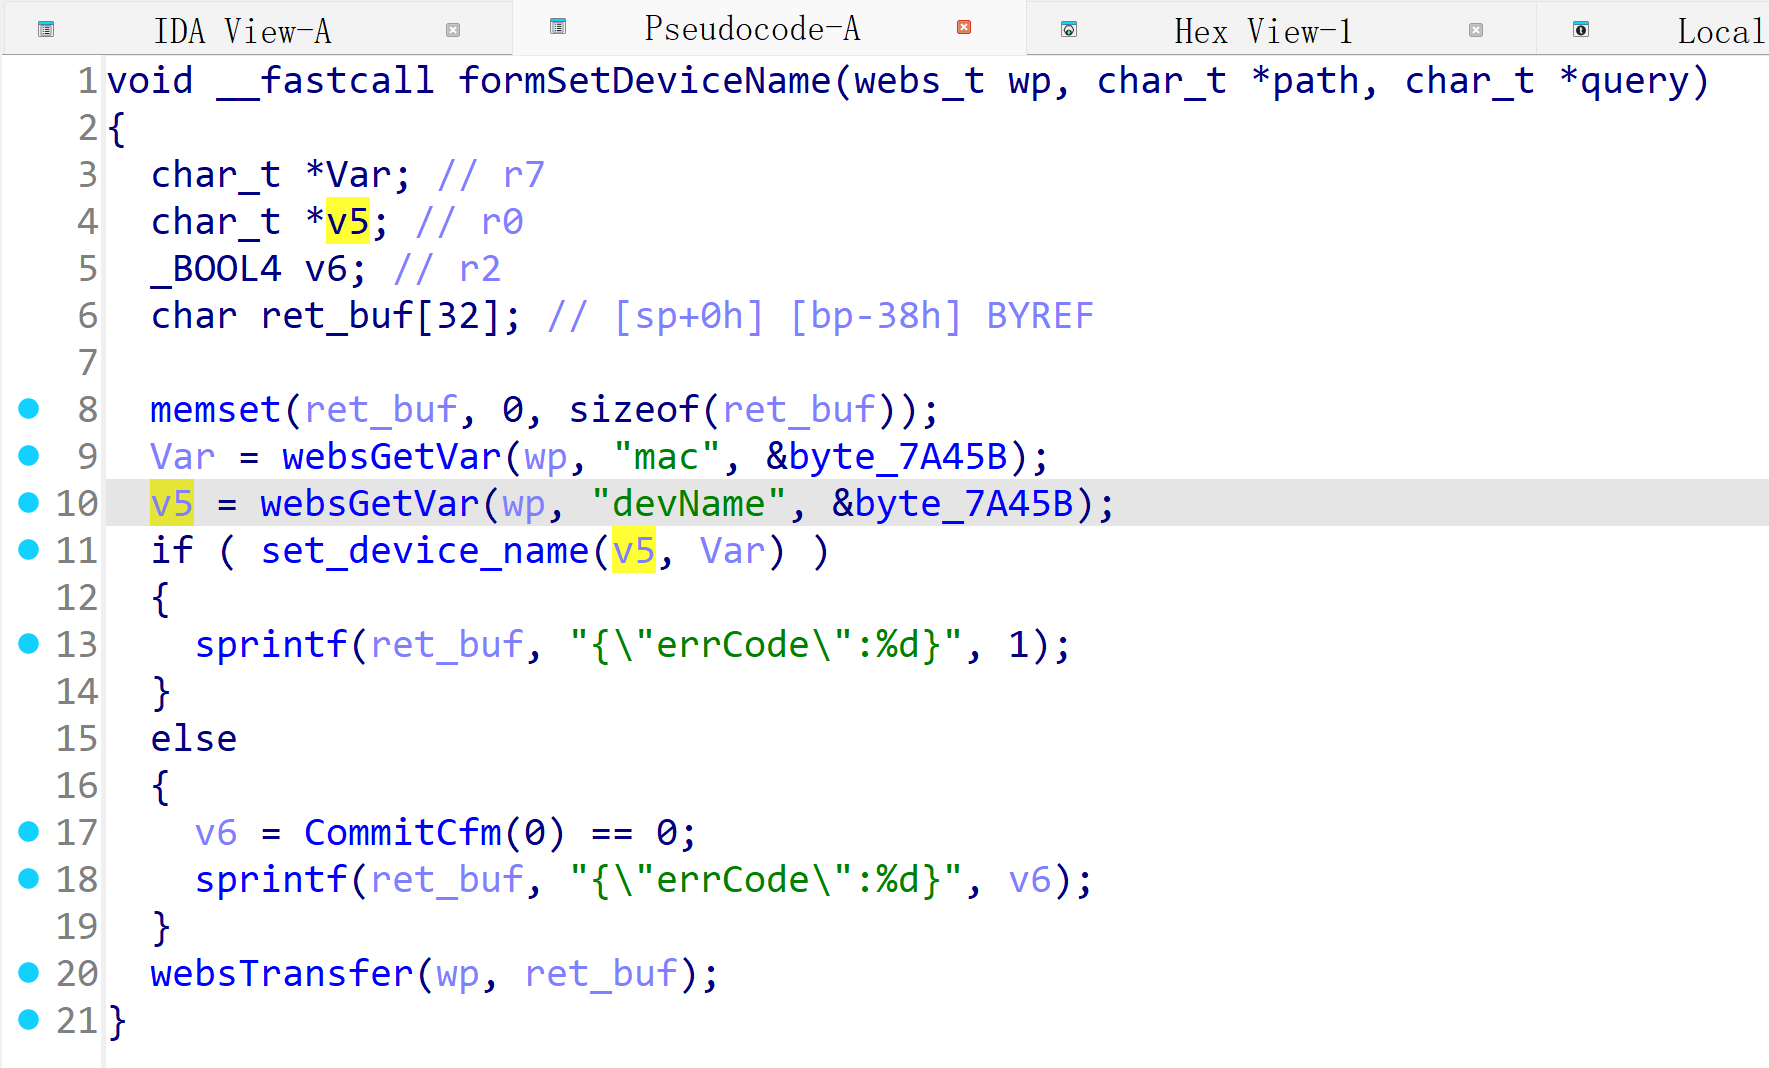 IDA View-A Pseudocode-A Hex View-1 Local
1 void __fastcall formSetDeviceName(webs_t wp, char_t *path, char_t *query)
2 {
3   char_t *Var; // r7
4   char_t *v5; // r0
5   _BOOL4 v6; // r2
6   char ret_buf[32]; // [sp+0h] [bp-38h] BYREF
7
8   memset(ret_buf, 0, sizeof(ret_buf));
9   Var = websGetVar(wp, "mac", &byte_7A45B);
10   v5 = websGetVar(wp, "devName", &byte_7A45B);
11   if ( set_device_name(v5, Var) )
12   {
13     sprintf(ret_buf, "{\"errCode\":%d}", 1);
14   }
15   else
16   {
17     v6 = CommitCfm(0) == 0;
18     sprintf(ret_buf, "{\"errCode\":%d}", v6);
19   }
20   websTransfer(wp, ret_buf);
21 }